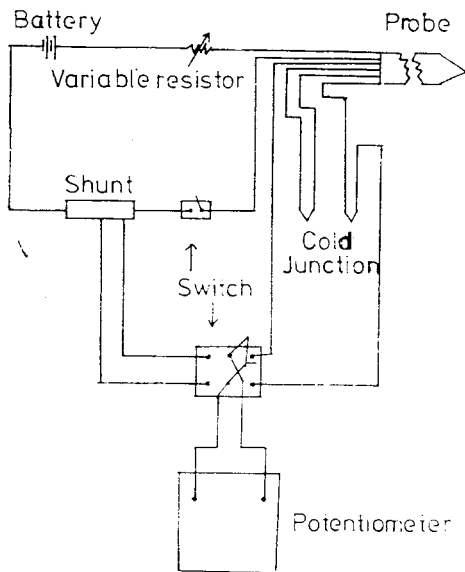 Battery
Probe
Variable resistor
Shunt
Cold
Junction
Switch
Potentiometer